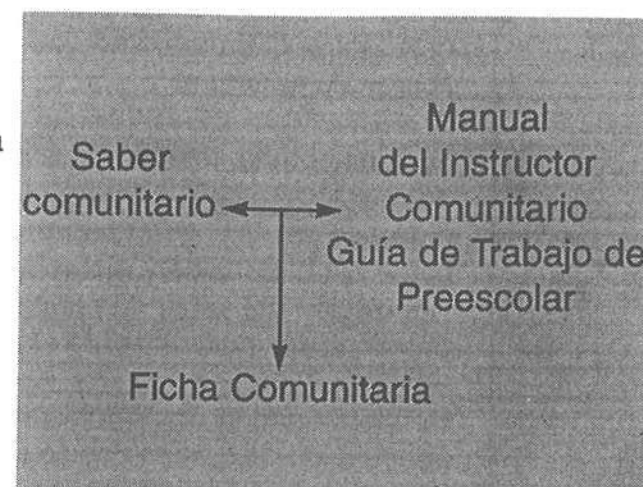 Saber
comunitario
Manual
del Instructor
Comunitario
Guía de Trabajo de
Preescolar
Ficha Comunitaria